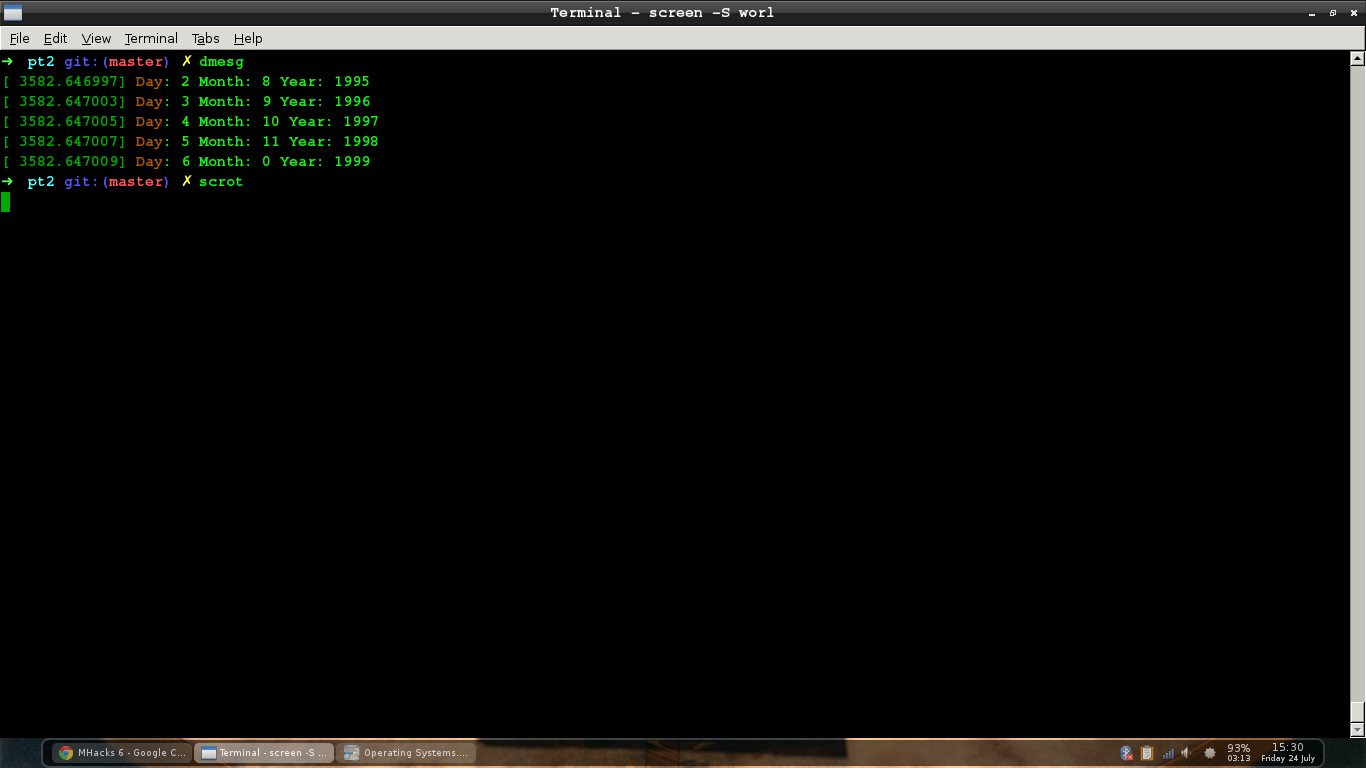 Terminal - screen -S worl
File Edit View Terminal Tabs Help
➜ pt2 git:(master) ✗ dmesg
[ 3582.646997] Day: 2 Month: 8 Year: 1995
[ 3582.647003] Day: 3 Month: 9 Year: 1996
[ 3582.647005] Day: 4 Month: 10 Year: 1997
[ 3582.647007] Day: 5 Month: 11 Year: 1998
[ 3582.647009] Day: 6 Month: 0 Year: 1999
➜ pt2 git:(master) ✗ scrot
MHacks 6 - Google C... Terminal - screen -S ... Operating Systems.... 93% 15:30
03:13 Friday 24 July